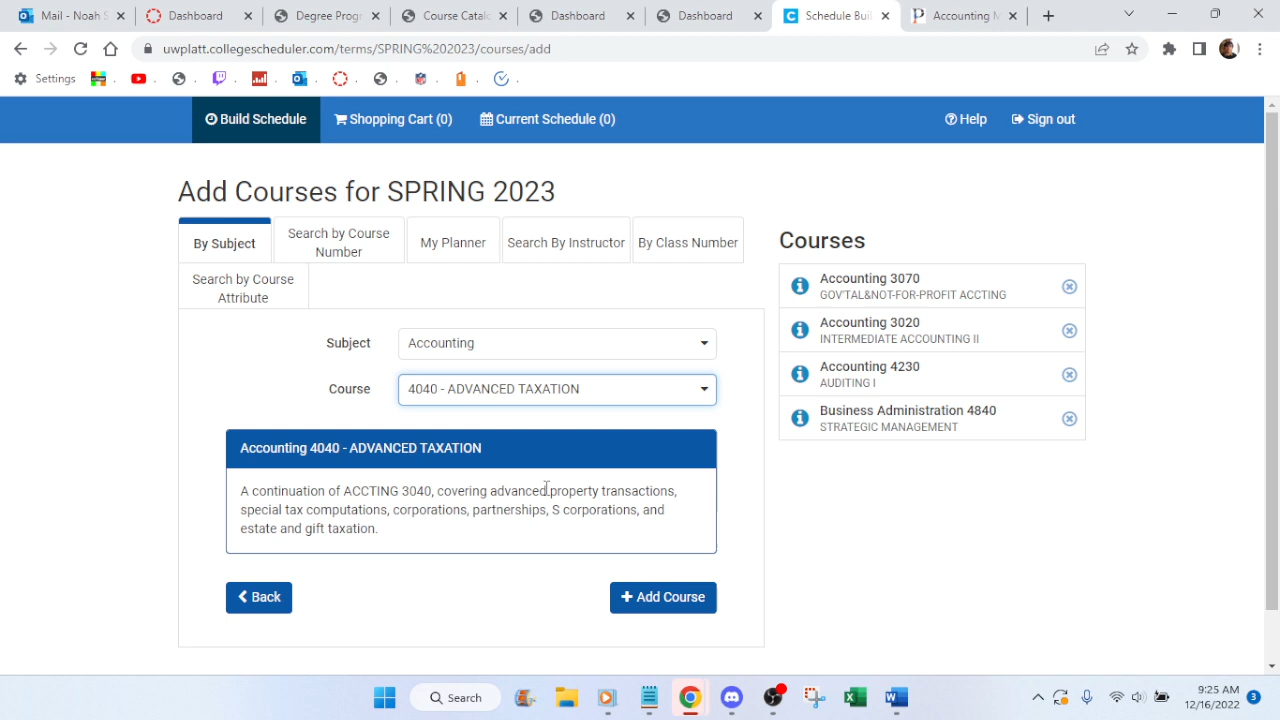 Mail - Noah S
Dashboard
Degree Prog
Course Catalo
Dashboard
Dashboa
Schedule Buil
Accounting M
uwplatt.collegescheduler.com/terms/SPRING%202023/courses/add
Settings
Build Schedule
Shopping Cart (0)
Current Schedule (0)
Help
Sign out
Add Courses for SPRING 2023
By Subject
Search by Course
Number
My Planner
Search By Instructor
By Class Number
Search by Course
Attribute
Subject
Accounting
Course
4040 - ADVANCED TAXATION
Accounting 4040 - ADVANCED TAXATION
A continuation of ACCTING 3040, covering advanced property transactions,
special tax computations, corporations, partnerships, S corporations, and
estate and gift taxation.
Back
+ Add Course
Courses
Accounting 3070
GOV'TAL&NOT-FOR-PROFIT ACCTING
Accounting 3020
INTERMEDIATE ACCOUNTING II
Accounting 4230
AUDITING I
Business Administration 4840
STRATEGIC MANAGEMENT
Search
9:25 AM
12/16/2022
3